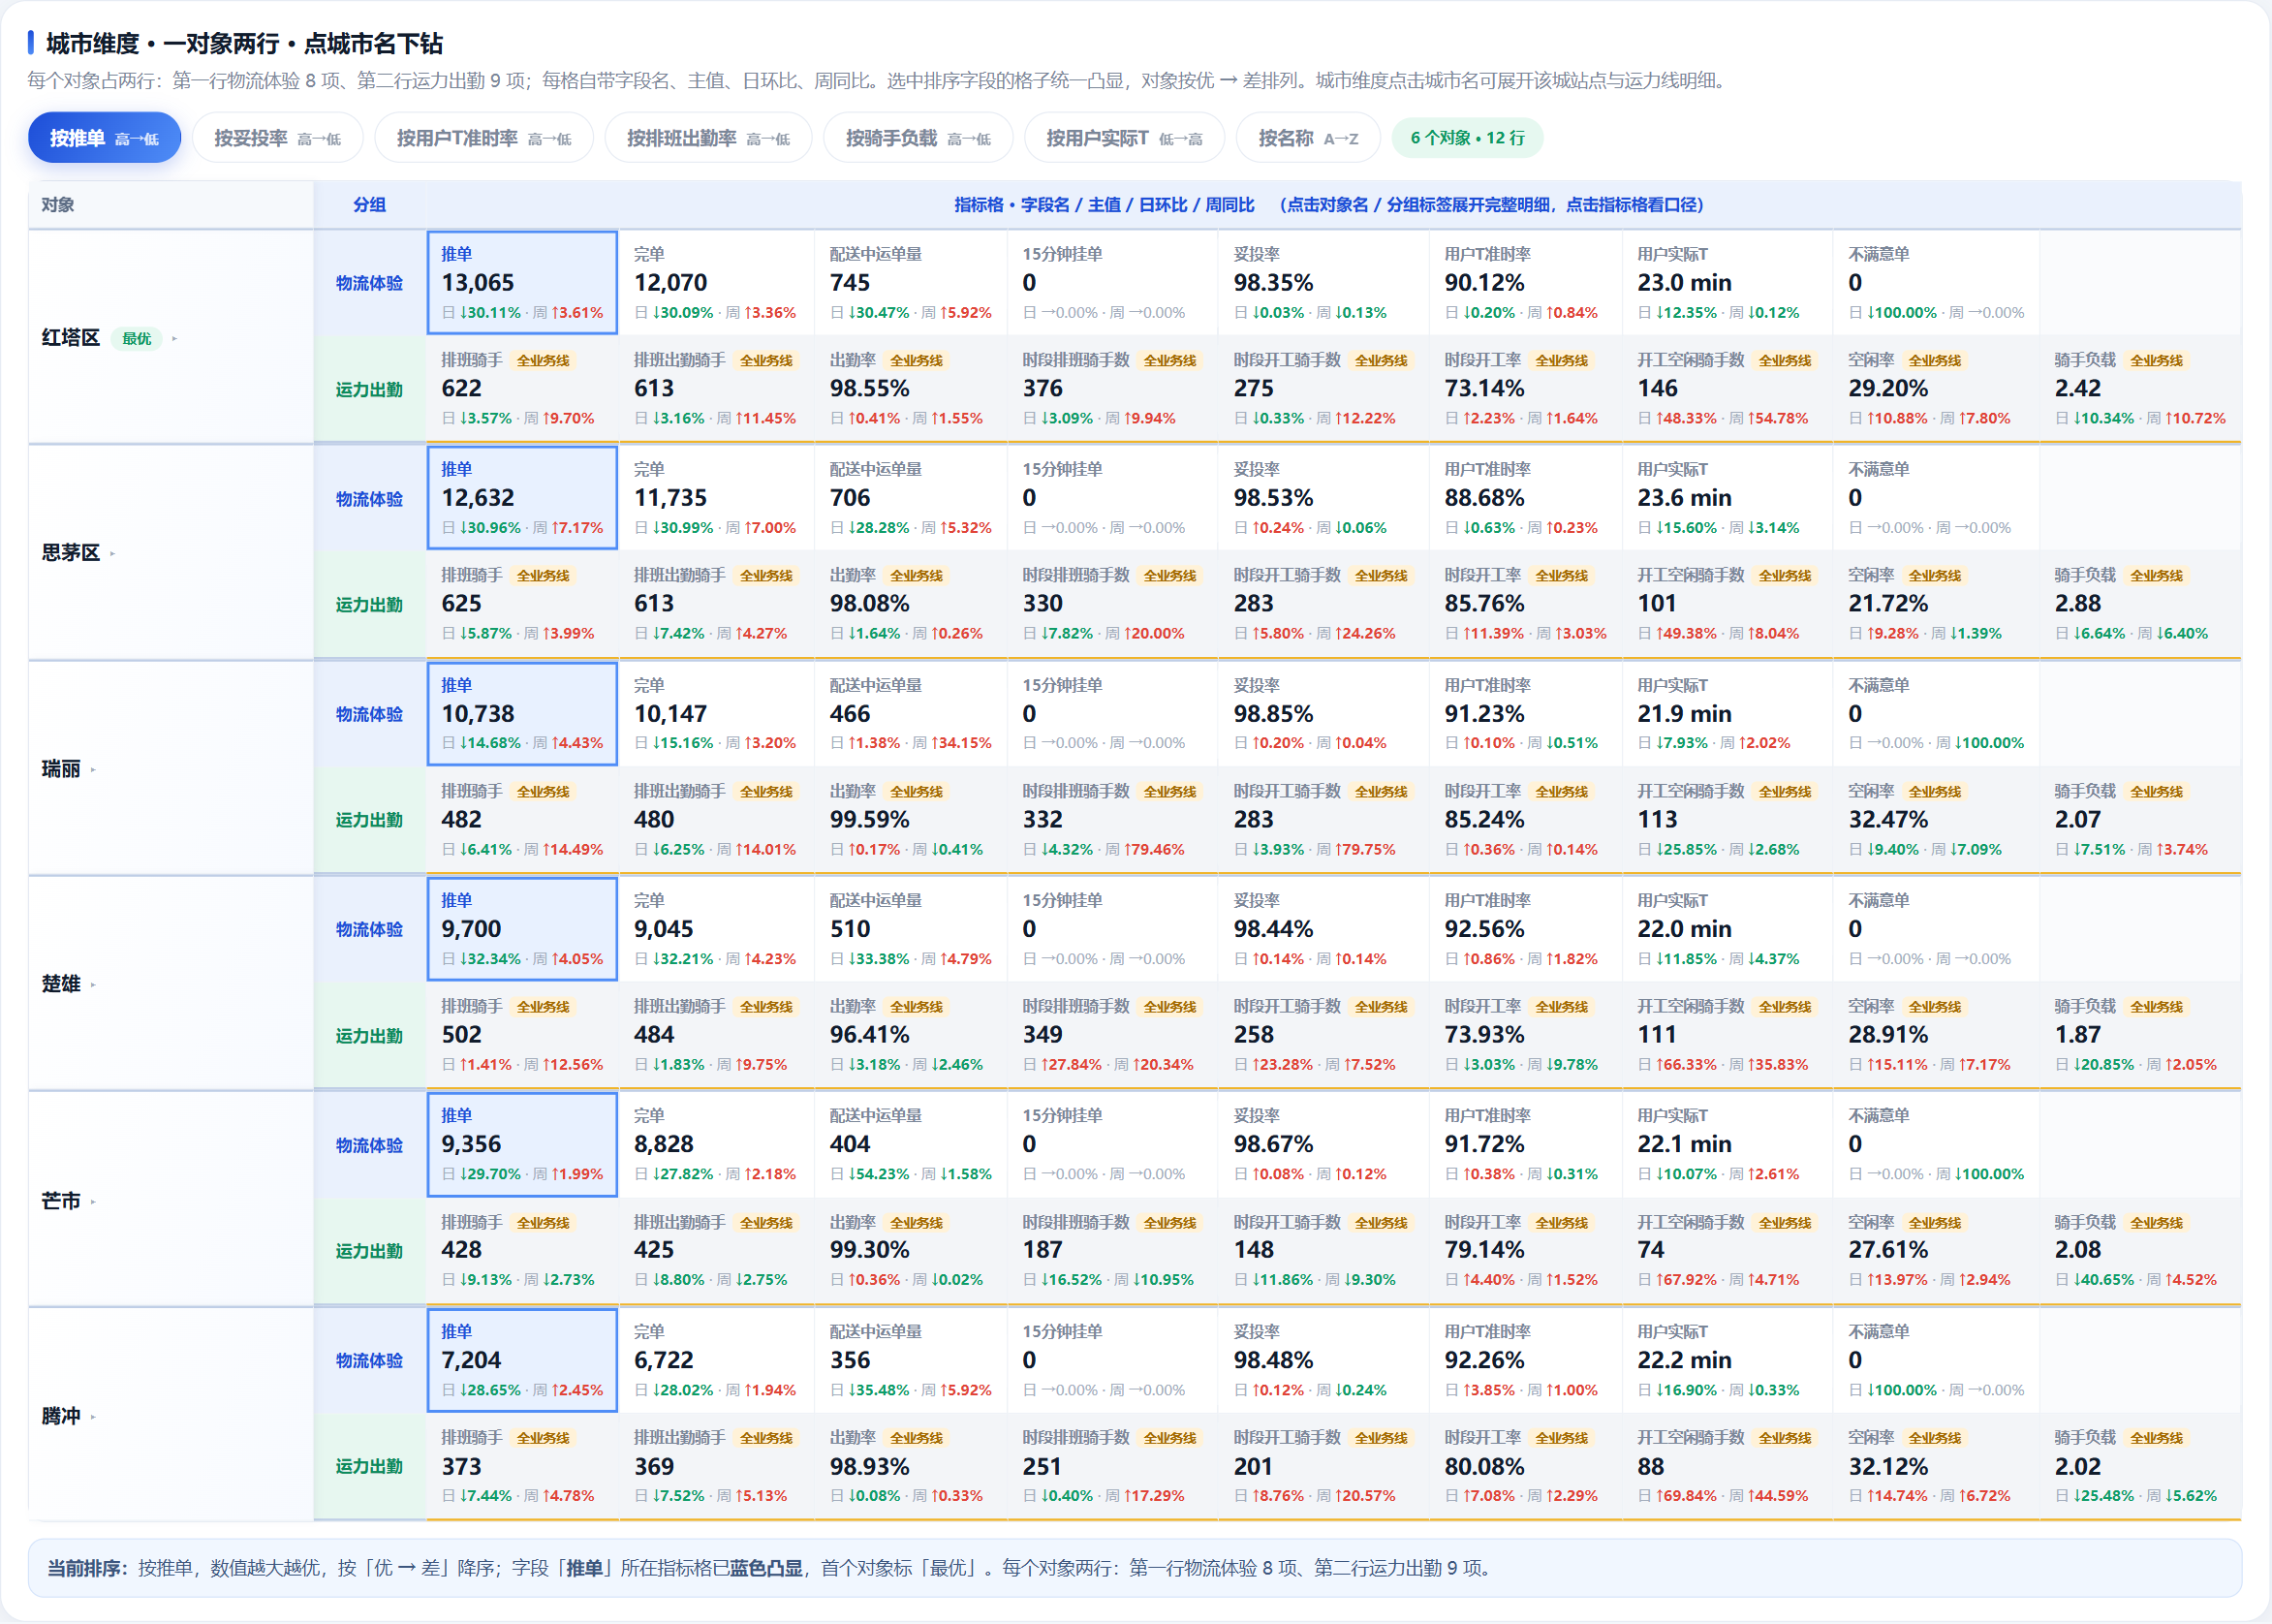 城市维度 • 一对象两行 • 点城市名下钻
每个对象占两行：第一行物流体验 8 项、第二行运力出勤 9 项；每格自带字段名、主值、日环比、周同比。选中排序字段的格子统一凸显，对象按优 → 差排列。城市维度点击城市名可展开该城站点与运力线明细。
按推单 高→低 按妥投率 高→低 按用户T准时率 高→低 按排班出勤率 高→低 按骑手负载 高→低 按用户实际T 低→高 按名称 A→Z 6 个对象 • 12 行
对象 分组 指标格 • 字段名 / 主值 / 日环比 / 周同比 （点击对象名 / 分组标签展开完整明细，点击指标格看口径）
红塔区 最优 ▸
物流体验
推单 完单 配送中运单量 15分钟挂单 妥投率 用户T准时率 用户实际T 不满意单
13,065 12,070 745 0 98.35% 90.12% 23.0 min 0
日 ↓30.11% · 周 ↑3.61% 日 ↓30.09% · 周 ↑3.36% 日 ↓30.47% · 周 ↑5.92% 日 →0.00% · 周 →0.00% 日 ↓0.03% · 周 ↓0.13% 日 ↓0.20% · 周 ↑0.84% 日 ↓12.35% · 周 ↓0.12% 日 ↓100.00% · 周 →0.00%
运力出勤
排班骑手 全业务线 排班出勤骑手 全业务线 出勤率 全业务线 时段排班骑手数 全业务线 时段开工骑手数 全业务线 时段开工率 全业务线 开工空闲骑手数 全业务线 空闲率 全业务线 骑手负载 全业务线
622 613 98.55% 376 275 73.14% 146 29.20% 2.42
日 ↓3.57% · 周 ↑9.70% 日 ↓3.16% · 周 ↑11.45% 日 ↑0.41% · 周 ↑1.55% 日 ↓3.09% · 周 ↑9.94% 日 ↓0.33% · 周 ↑12.22% 日 ↑2.23% · 周 ↑1.64% 日 ↑48.33% · 周 ↑54.78% 日 ↑10.88% · 周 ↑7.80% 日 ↓10.34% · 周 ↑10.72%
思茅区 ▸
物流体验
推单 完单 配送中运单量 15分钟挂单 妥投率 用户T准时率 用户实际T 不满意单
12,632 11,735 706 0 98.53% 88.68% 23.6 min 0
日 ↓30.96% · 周 ↑7.17% 日 ↓30.99% · 周 ↑7.00% 日 ↓28.28% · 周 ↑5.32% 日 →0.00% · 周 →0.00% 日 ↑0.24% · 周 ↓0.06% 日 ↓0.63% · 周 ↑0.23% 日 ↓15.60% · 周 ↓3.14% 日 →0.00% · 周 →0.00%
运力出勤
排班骑手 全业务线 排班出勤骑手 全业务线 出勤率 全业务线 时段排班骑手数 全业务线 时段开工骑手数 全业务线 时段开工率 全业务线 开工空闲骑手数 全业务线 空闲率 全业务线 骑手负载 全业务线
625 613 98.08% 330 283 85.76% 101 21.72% 2.88
日 ↓5.87% · 周 ↑3.99% 日 ↓7.42% · 周 ↑4.27% 日 ↓1.64% · 周 ↑0.26% 日 ↓7.82% · 周 ↑20.00% 日 ↑5.80% · 周 ↑24.26% 日 ↑11.39% · 周 ↑3.03% 日 ↑49.38% · 周 ↑8.04% 日 ↑9.28% · 周 ↓1.39% 日 ↓6.64% · 周 ↓6.40%
瑞丽 ▸
物流体验
推单 完单 配送中运单量 15分钟挂单 妥投率 用户T准时率 用户实际T 不满意单
10,738 10,147 466 0 98.85% 91.23% 21.9 min 0
日 ↓14.68% · 周 ↑4.43% 日 ↓15.16% · 周 ↑3.20% 日 ↑1.38% · 周 ↑34.15% 日 →0.00% · 周 →0.00% 日 ↑0.20% · 周 ↑0.04% 日 ↑0.10% · 周 ↓0.51% 日 ↓7.93% · 周 ↑2.02% 日 →0.00% · 周 ↓100.00%
运力出勤
排班骑手 全业务线 排班出勤骑手 全业务线 出勤率 全业务线 时段排班骑手数 全业务线 时段开工骑手数 全业务线 时段开工率 全业务线 开工空闲骑手数 全业务线 空闲率 全业务线 骑手负载 全业务线
482 480 99.59% 332 283 85.24% 113 32.47% 2.07
日 ↓6.41% · 周 ↑14.49% 日 ↓6.25% · 周 ↑14.01% 日 ↑0.17% · 周 ↓0.41% 日 ↓4.32% · 周 ↑79.46% 日 ↓3.93% · 周 ↑79.75% 日 ↑0.36% · 周 ↑0.14% 日 ↓25.85% · 周 ↓2.68% 日 ↓9.40% · 周 ↓7.09% 日 ↓7.51% · 周 ↑3.74%
楚雄 ▸
物流体验
推单 完单 配送中运单量 15分钟挂单 妥投率 用户T准时率 用户实际T 不满意单
9,700 9,045 510 0 98.44% 92.56% 22.0 min 0
日 ↓32.34% · 周 ↑4.05% 日 ↓32.21% · 周 ↑4.23% 日 ↓33.38% · 周 ↑4.79% 日 →0.00% · 周 →0.00% 日 ↑0.14% · 周 ↑0.14% 日 ↑0.86% · 周 ↑1.82% 日 ↓11.85% · 周 ↓4.37% 日 →0.00% · 周 →0.00%
运力出勤
排班骑手 全业务线 排班出勤骑手 全业务线 出勤率 全业务线 时段排班骑手数 全业务线 时段开工骑手数 全业务线 时段开工率 全业务线 开工空闲骑手数 全业务线 空闲率 全业务线 骑手负载 全业务线
502 484 96.41% 349 258 73.93% 111 28.91% 1.87
日 ↑1.41% · 周 ↑12.56% 日 ↓1.83% · 周 ↑9.75% 日 ↓3.18% · 周 ↓2.46% 日 ↑27.84% · 周 ↑20.34% 日 ↑23.28% · 周 ↑7.52% 日 ↓3.03% · 周 ↓9.78% 日 ↑66.33% · 周 ↑35.83% 日 ↑15.11% · 周 ↑7.17% 日 ↓20.85% · 周 ↑2.05%
芒市 ▸
物流体验
推单 完单 配送中运单量 15分钟挂单 妥投率 用户T准时率 用户实际T 不满意单
9,356 8,828 404 0 98.67% 91.72% 22.1 min 0
日 ↓29.70% · 周 ↑1.99% 日 ↓27.82% · 周 ↑2.18% 日 ↓54.23% · 周 ↓1.58% 日 →0.00% · 周 →0.00% 日 ↑0.08% · 周 ↑0.12% 日 ↑0.38% · 周 ↓0.31% 日 ↓10.07% · 周 ↑2.61% 日 →0.00% · 周 ↓100.00%
运力出勤
排班骑手 全业务线 排班出勤骑手 全业务线 出勤率 全业务线 时段排班骑手数 全业务线 时段开工骑手数 全业务线 时段开工率 全业务线 开工空闲骑手数 全业务线 空闲率 全业务线 骑手负载 全业务线
428 425 99.30% 187 148 79.14% 74 27.61% 2.08
日 ↓9.13% · 周 ↓2.73% 日 ↓8.80% · 周 ↓2.75% 日 ↑0.36% · 周 ↓0.02% 日 ↓16.52% · 周 ↓10.95% 日 ↓11.86% · 周 ↓9.30% 日 ↑4.40% · 周 ↑1.52% 日 ↑67.92% · 周 ↑4.71% 日 ↑13.97% · 周 ↑2.94% 日 ↓40.65% · 周 ↑4.52%
腾冲 ▸
物流体验
推单 完单 配送中运单量 15分钟挂单 妥投率 用户T准时率 用户实际T 不满意单
7,204 6,722 356 0 98.48% 92.26% 22.2 min 0
日 ↓28.65% · 周 ↑2.45% 日 ↓28.02% · 周 ↑1.94% 日 ↓35.48% · 周 ↑5.92% 日 →0.00% · 周 →0.00% 日 ↑0.12% · 周 ↓0.24% 日 ↑3.85% · 周 ↑1.00% 日 ↓16.90% · 周 ↓0.33% 日 ↓100.00% · 周 →0.00%
运力出勤
排班骑手 全业务线 排班出勤骑手 全业务线 出勤率 全业务线 时段排班骑手数 全业务线 时段开工骑手数 全业务线 时段开工率 全业务线 开工空闲骑手数 全业务线 空闲率 全业务线 骑手负载 全业务线
373 369 98.93% 251 201 80.08% 88 32.12% 2.02
日 ↓7.44% · 周 ↑4.78% 日 ↓7.52% · 周 ↑5.13% 日 ↓0.08% · 周 ↑0.33% 日 ↓0.40% · 周 ↑17.29% 日 ↑8.76% · 周 ↑20.57% 日 ↑7.08% · 周 ↑2.29% 日 ↑69.84% · 周 ↑44.59% 日 ↑14.74% · 周 ↑6.72% 日 ↓25.48% · 周 ↓5.62%
当前排序：按推单，数值越大越优，按「优 → 差」降序；字段「推单」所在指标格已蓝色凸显，首个对象标「最优」。每个对象两行：第一行物流体验 8 项、第二行运力出勤 9 项。